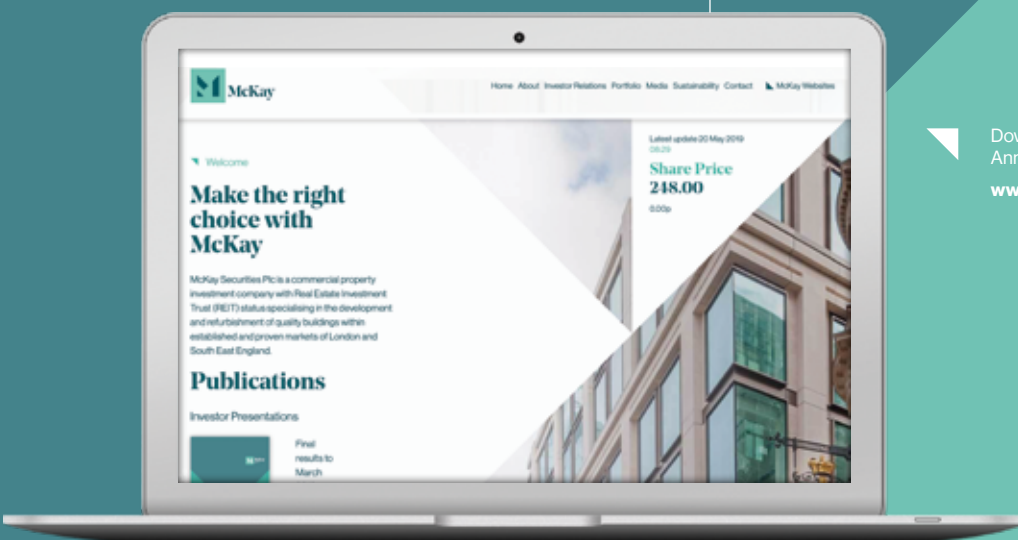 McKay
Home About Investor Relations Portfolio Media Sustainability Contact McKay Websites
Welcome
Make the right
choice with
McKay
McKay Securities Plc is a commercial property
investment company with Real Estate Investment
Trust (REIT) status specialising in the development
and refurbishment of quality buildings within
established and proven markets of London and
South East England.
Publications
Investor Presentations
Final
results to
March
Latest update 20 May 2019
08:29
Share Price
248.00
0.00p
Dow
Ann
ww